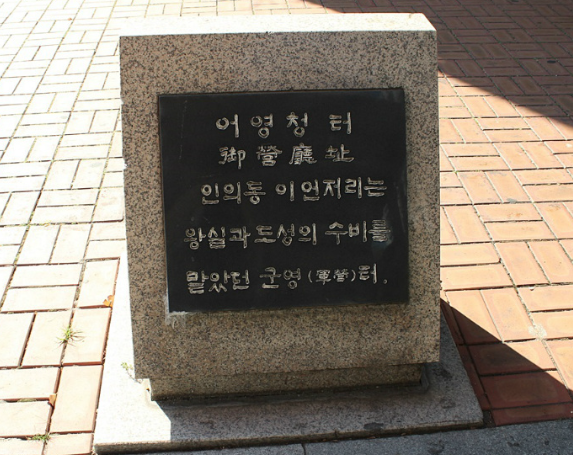 어영청 터
御營廳址
인의동 이 언저리는
왕실과 도성의 수비를
맡았던 군영(軍營)터.